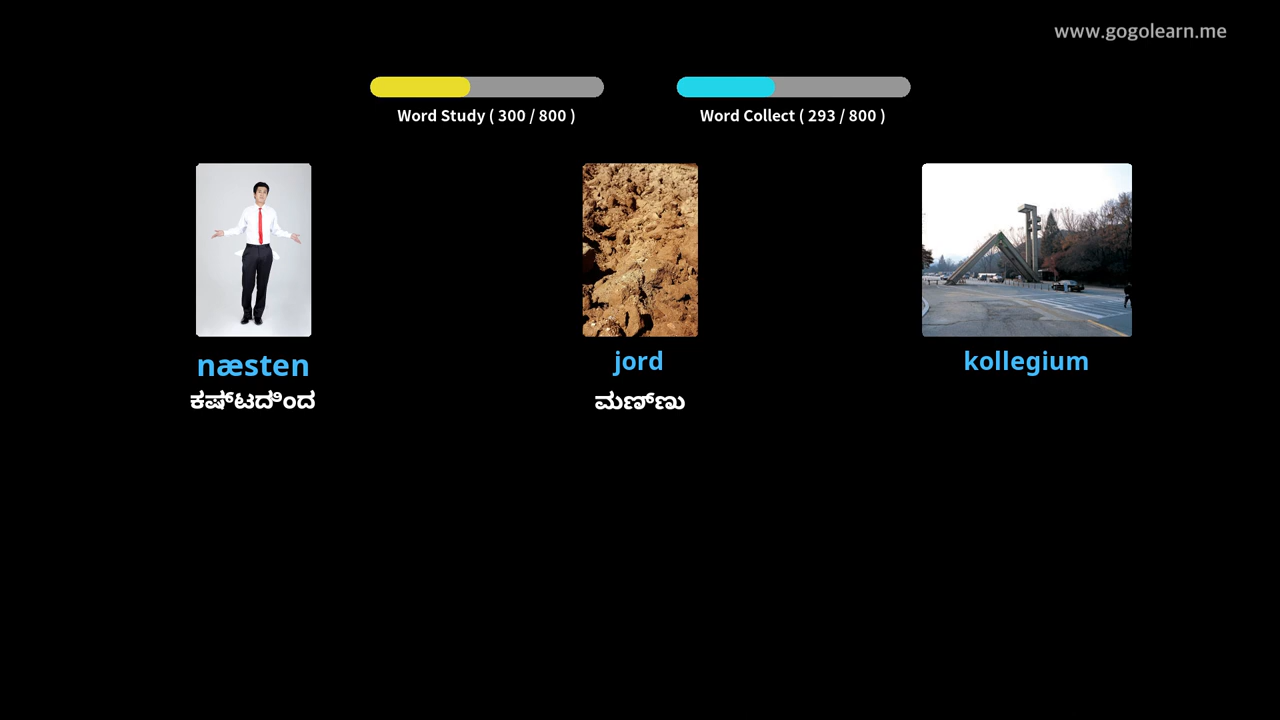 www.gogolearn.me
Word Study ( 300 / 800 )
Word Collect ( 293 / 800 )
næsten
jord
kollegium
ಕಷ್ಟದಿಂದ
ಮಣ್ಣು